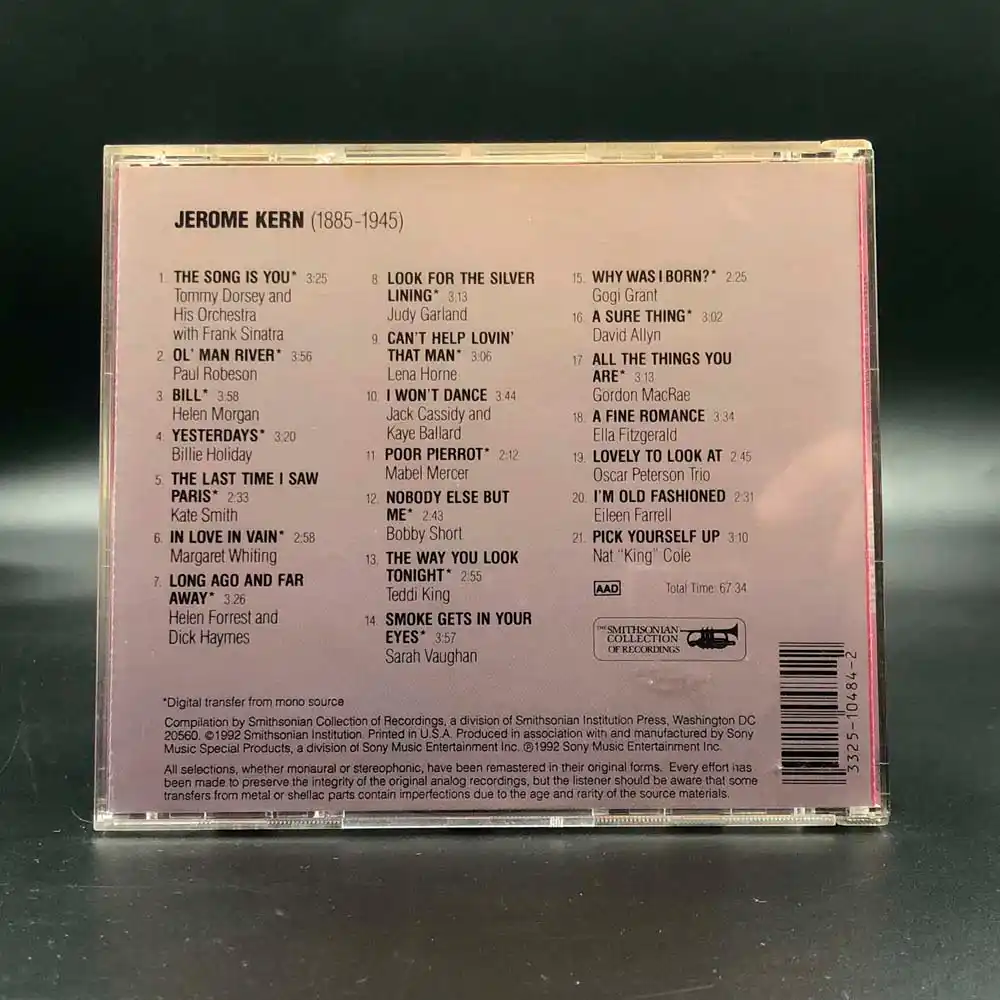 JEROME KERN (1885-1945)
1. THE SONG IS YOU* 3:25
Tommy Dorsey and
His Orchestra
with Frank Sinatra
2. OL' MAN RIVER* 3:56
Paul Robeson
3. BILL* 3:58
Helen Morgan
4. YESTERDAYS* 3:20
Billie Holiday
5. THE LAST TIME I SAW
PARIS* 2:33
Kate Smith
6. IN LOVE IN VAIN* 2:58
Margaret Whiting
7. LONG AGO AND FAR
AWAY* 3:26
Helen Forrest and
Dick Haymes
8. LOOK FOR THE SILVER
LINING* 3:13
Judy Garland
9. CAN'T HELP LOVIN'
THAT MAN* 3:06
Lena Horne
10. I WON'T DANCE 3:44
Jack Cassidy and
Kaye Ballard
11. POOR PIERROT* 2:12
Mabel Mercer
12. NOBODY ELSE BUT
ME* 2:43
Bobby Short
13. THE WAY YOU LOOK
TONIGHT* 2:55
Teddi King
14. SMOKE GETS IN YOUR
EYES* 3:57
Sarah Vaughan
15. WHY WAS I BORN?* 2:25
Gogi Grant
16. A SURE THING* 3:02
David Allyn
17. ALL THE THINGS YOU
ARE* 3:13
Gordon MacRae
18. A FINE ROMANCE 3:34
Ella Fitzgerald
19. LOVELY TO LOOK AT 2:45
Oscar Peterson Trio
20. I'M OLD FASHIONED 2:31
Eileen Farrell
21. PICK YOURSELF UP 3:10
Nat "King" Cole
AAD Total Time: 67:34
THE SMITHSONIAN
COLLECTION
OF RECORDINGS
3325-10484-2
*Digital transfer from mono source
Compilation by Smithsonian Collection of Recordings, a division of Smithsonian Institution Press, Washington DC
20560. ©1992 Smithsonian Institution. Printed in U.S.A. Produced in association with and manufactured by Sony
Music Special Products, a division of Sony Music Entertainment Inc. ℗1992 Sony Music Entertainment Inc.
All selections, whether monaural or stereophonic, have been remastered in their original forms. Every effort has
been made to preserve the integrity of the original analog recordings, but the listener should be aware that some
transfers from metal or shellac parts contain imperfections due to the age and rarity of the source materials.